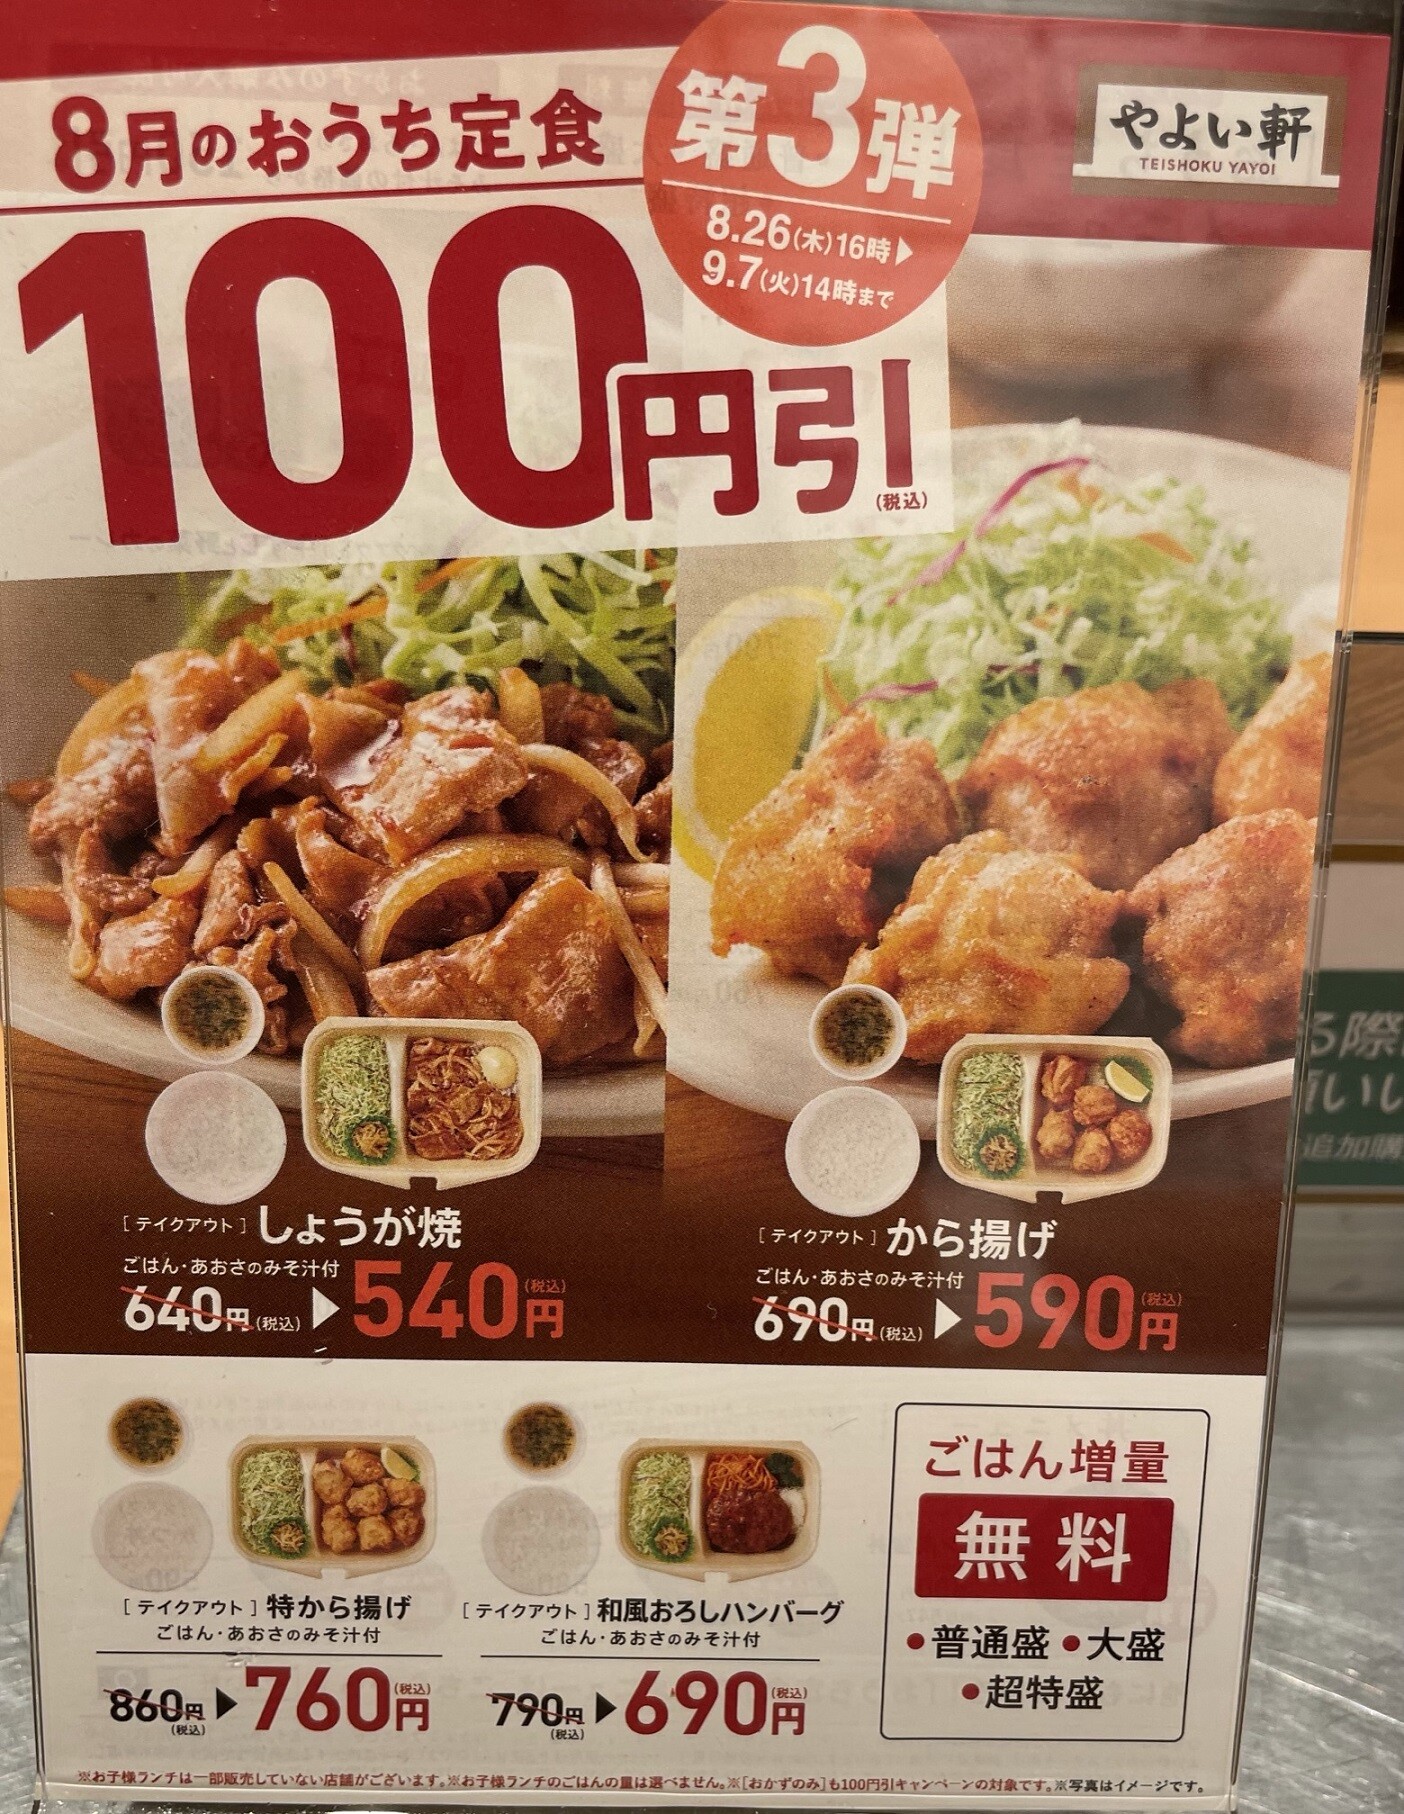 8月のおうち定食
第3弾
8.26(木)16時▶
9.7(火)14時まで
やよい軒
TEISHOKU YAYOI
100円引
(税込)
る際
いし
追加購
[テイクアウト]しょうが焼
ごはん・あおさのみそ汁付
640円(税込)▶540円(税込)
[テイクアウト]から揚げ
ごはん・あおさのみそ汁付
690円(税込)▶590円(税込)
[テイクアウト]特から揚げ
ごはん・あおさのみそ汁付
860円(税込)▶760円(税込)
[テイクアウト]和風おろしハンバーグ
ごはん・あおさのみそ汁付
790円(税込)▶690円(税込)
ごはん増量
無料
●普通盛●大盛
●超特盛
※お子様ランチは一部販売していない店舗がございます。※お子様ランチのごはんの量は選べません。※[おかずのみ]も100円引キャンペーンの対象です。※写真はイメージです。